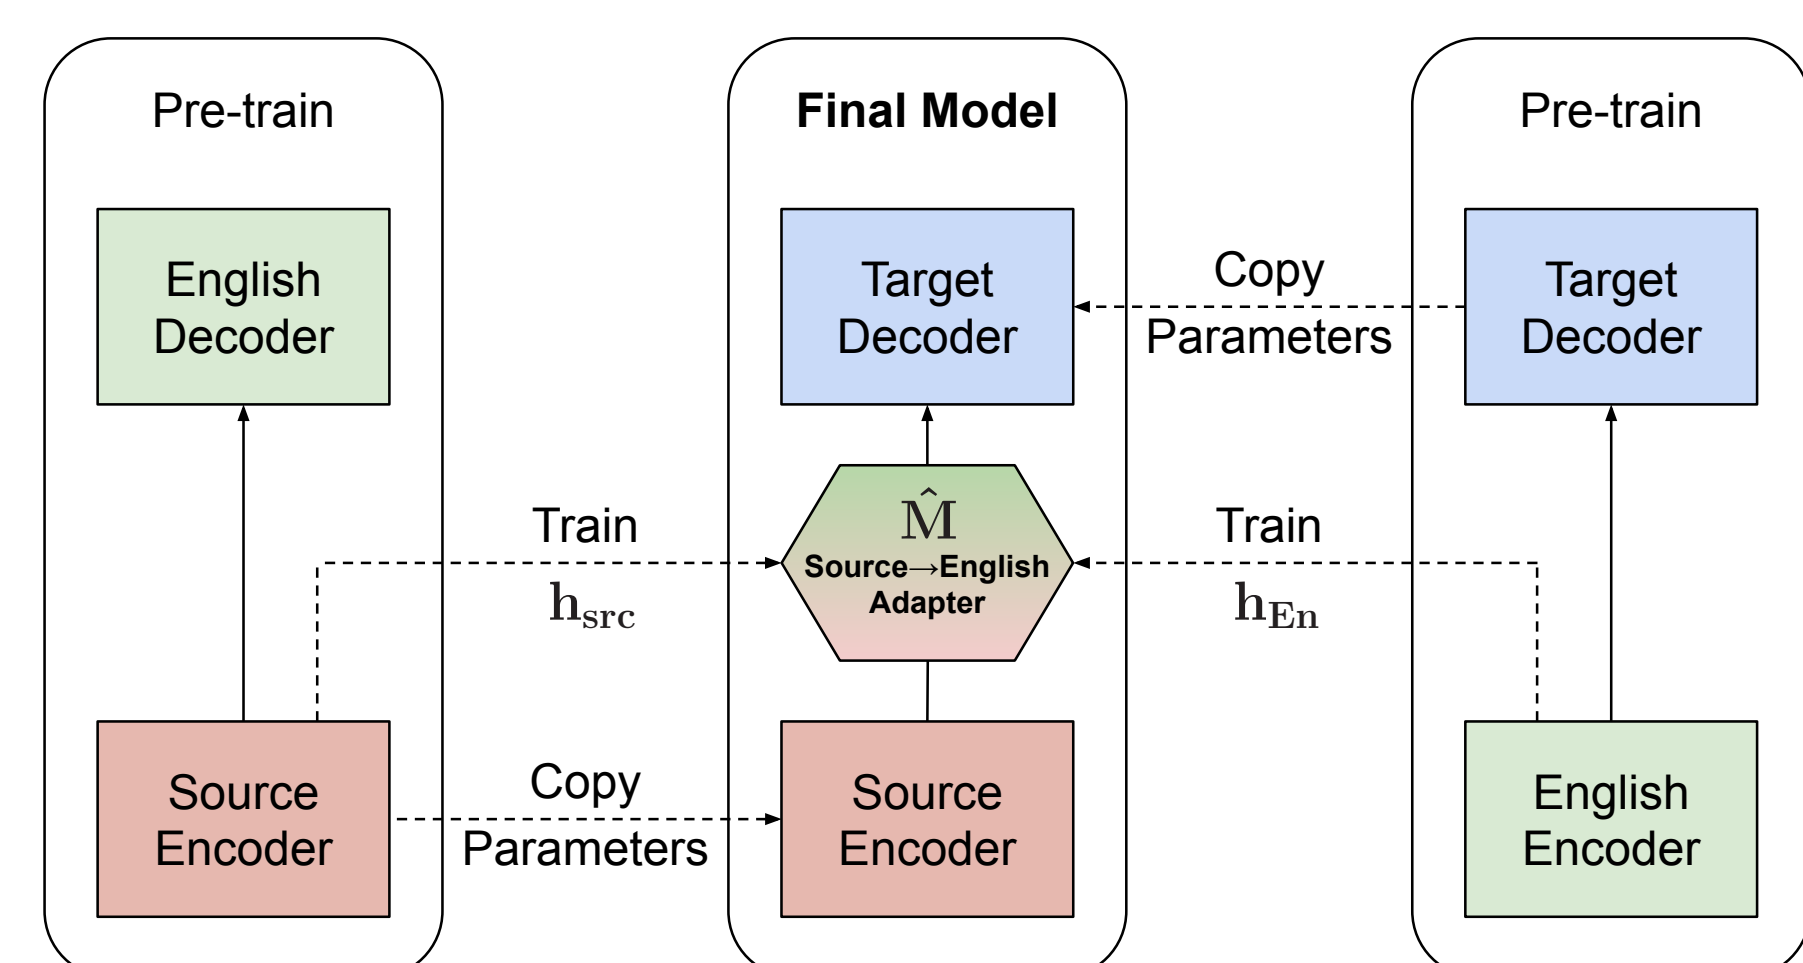 Pre-train
English
Decoder
Source
Encoder
Train
h_src
Copy
Parameters
Final Model
Target
Decoder
M̂
Source→English
Adapter
Source
Encoder
Copy
Parameters
Train
h_En
Pre-train
Target
Decoder
English
Encoder